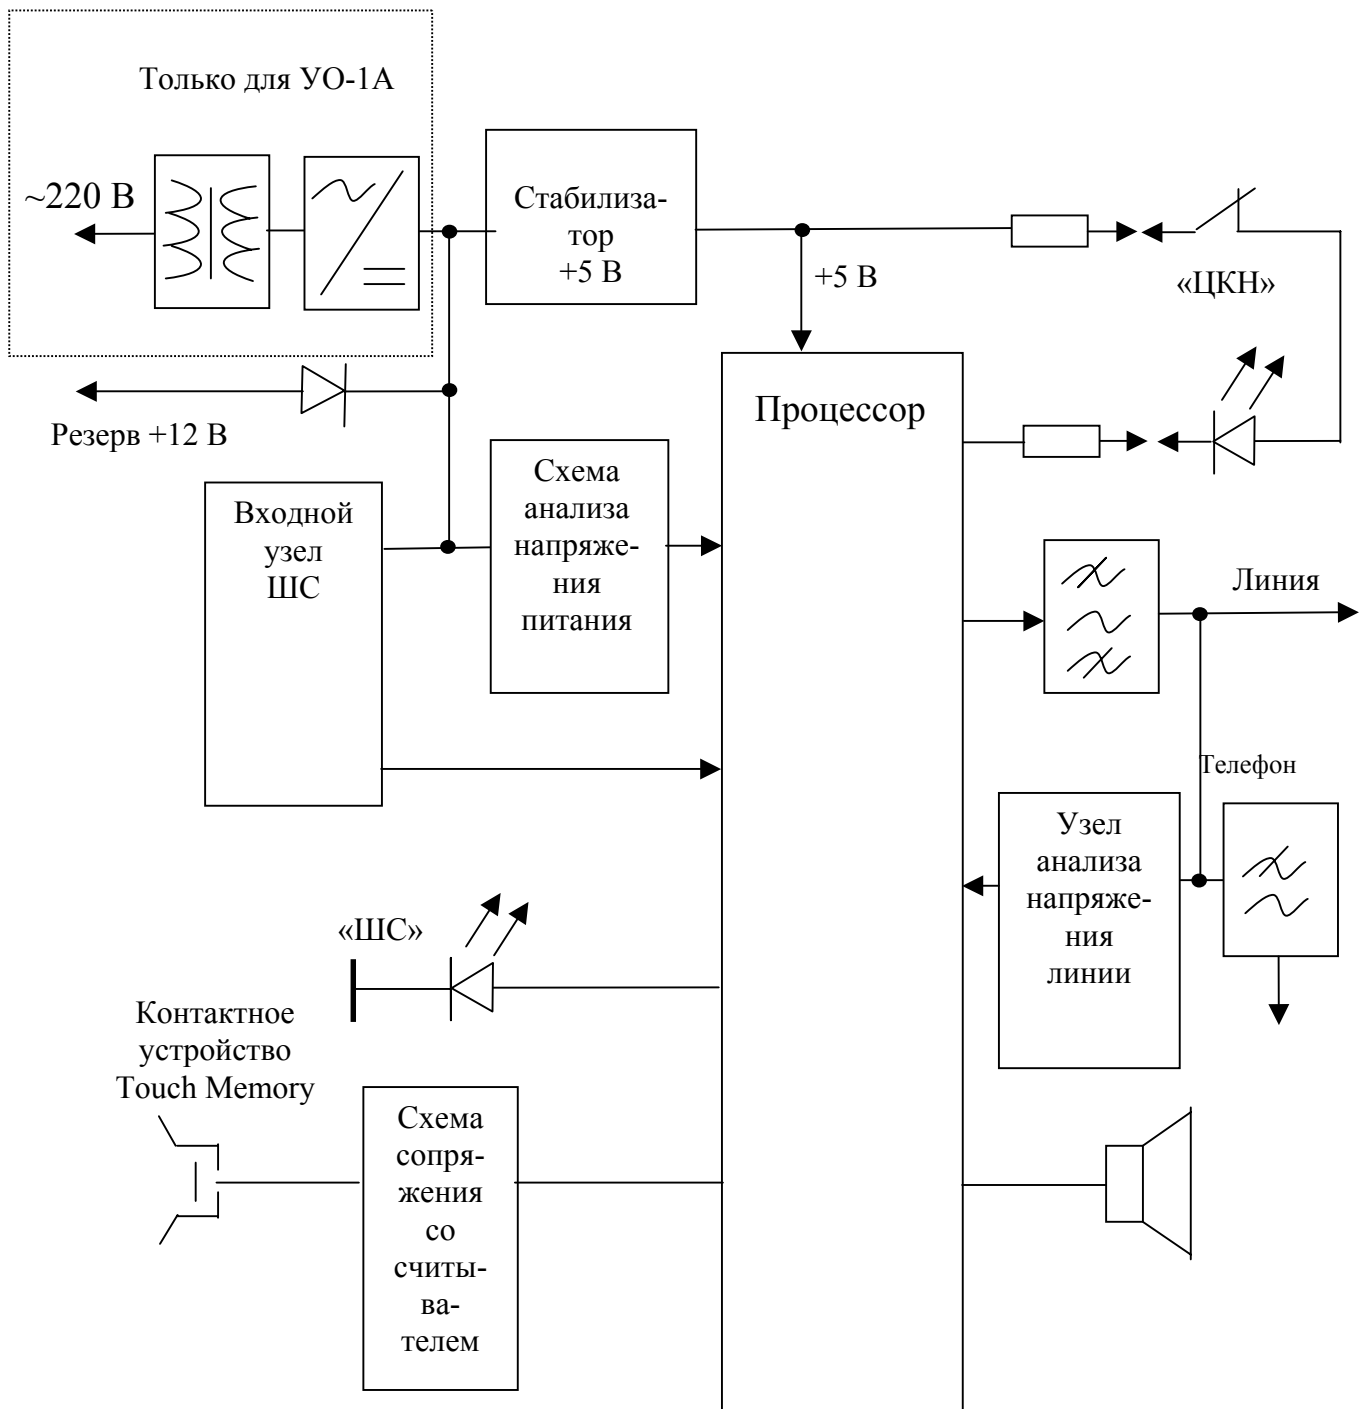 Только для УО-1А
~220 В
Стабилиза-
тор
+5 В
+5 В
«ЦКН»
Резерв +12 В
Процессор
Входной
узел
ШС
Схема
анализа
напряже-
ния
питания
Линия
Телефон
Узел
анализа
напряже-
ния
линии
«ШС»
Контактное
устройство
Touch Memory
Схема
сопря-
жения
со
считы-
ва-
телем